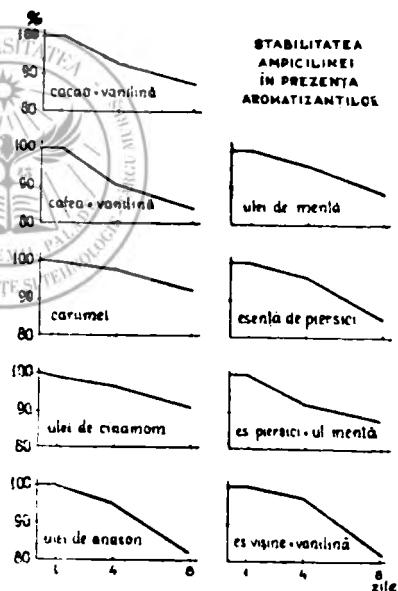 %
STABILITATEA
AMPICILINEI
ÎN PREZENȚA
AROMATIZANȚILOR
100
90
80
cacao + vanilină
100
90
80
cafea + vanilină
ulei de mentă
100
90
80
caramel
esență de piersici
100
90
80
ulei de cinamom
es piersici + ul mentă
100
90
80
ulei de anason
es vișine + vanilină
1 4 8
1 4 8
zile